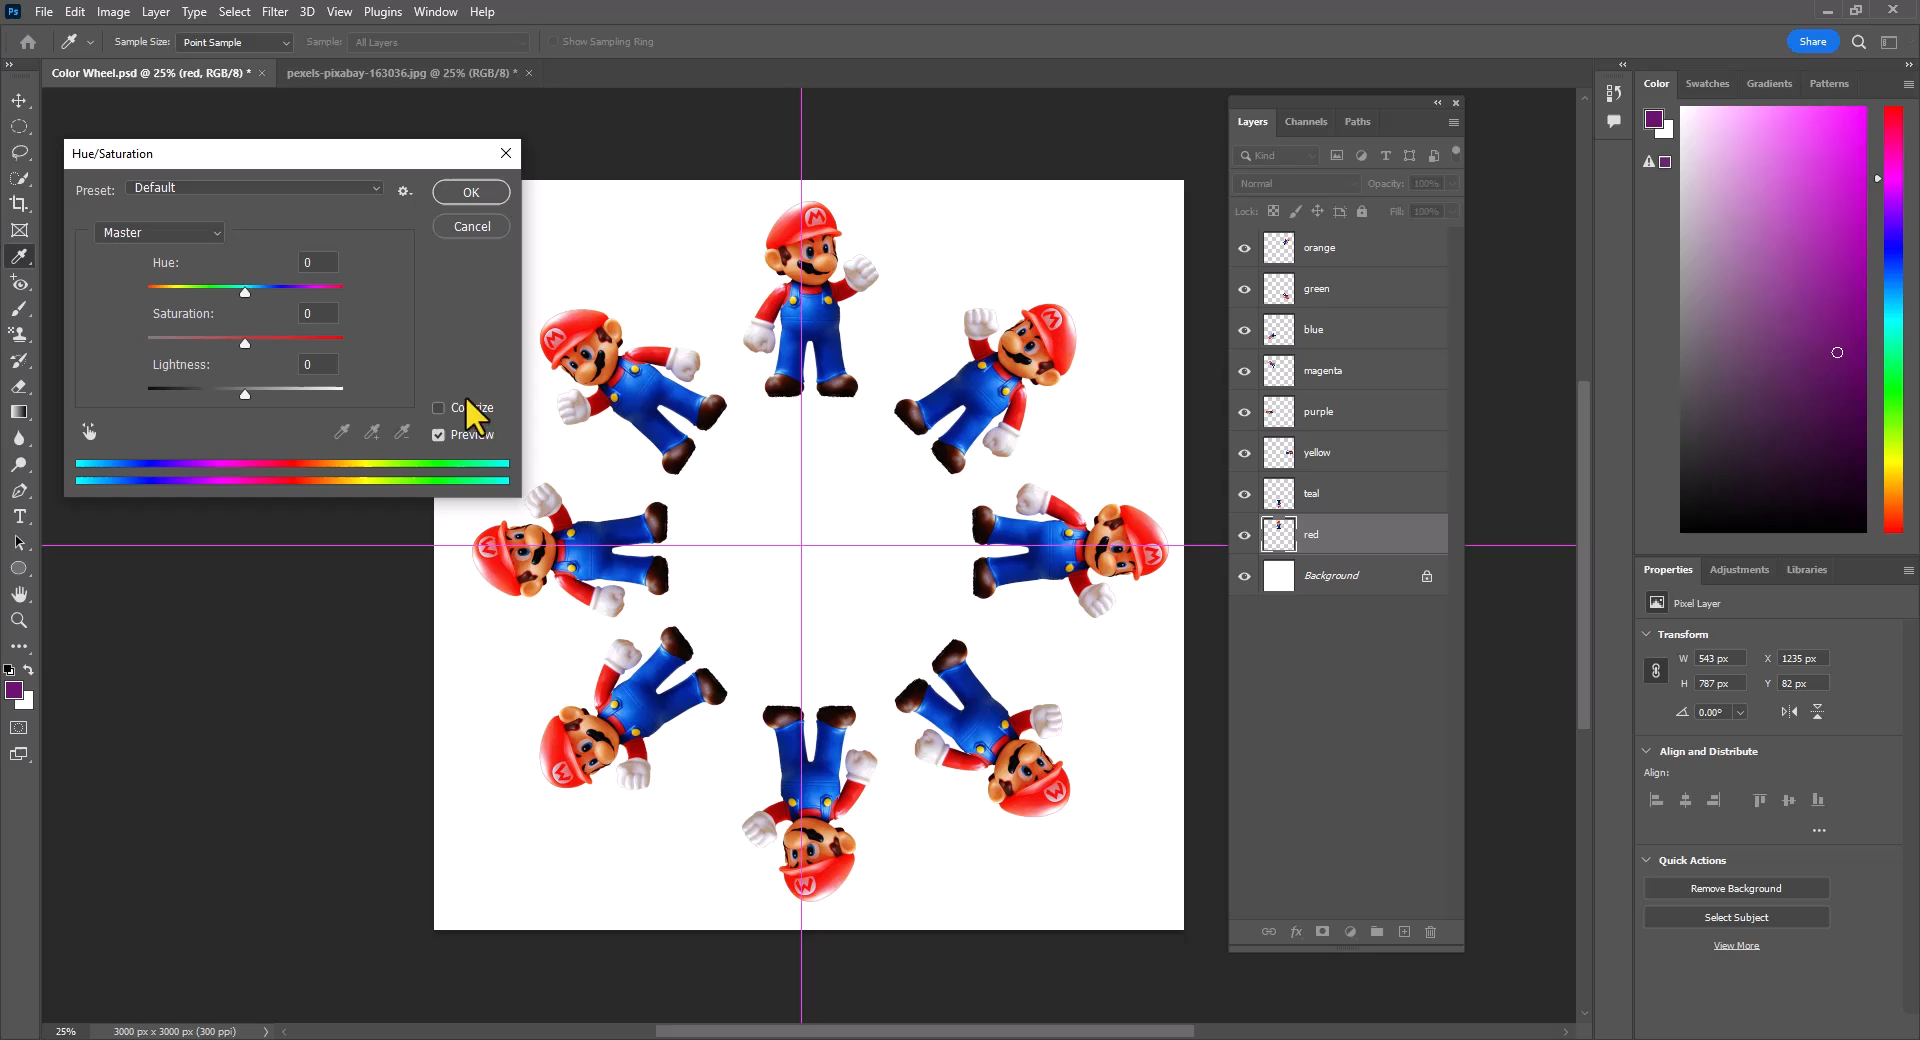 Ps File Edit Image Layer Type Select Filter 3D View Plugins Window Help
Sample Size: Point Sample Sample: All Layers Show Sampling Ring Share
Color Wheel.psd @ 25% (red, RGB/8) * pexels-pixabay-163036.jpg @ 25% (RGB/8) *
Color Swatches Gradients Patterns
Hue/Saturation
Preset: Default
OK
Cancel
Master
Hue: 0
Saturation: 0
Lightness: 0
Preview
Layers Channels Paths
Kind
Normal Opacity: 100%
Lock: Fill: 100%
orange
green
blue
magenta
purple
yellow
teal
red
Background
M
M
M
M
M
M
M
M
Properties Adjustments Libraries
Pixel Layer
Transform
W 543 px X 1235 px
H 787 px Y 82 px
0.00°
Align and Distribute
Align:
Quick Actions
Remove Background
Select Subject
View More
25% 3000 px x 3000 px (300 ppi)